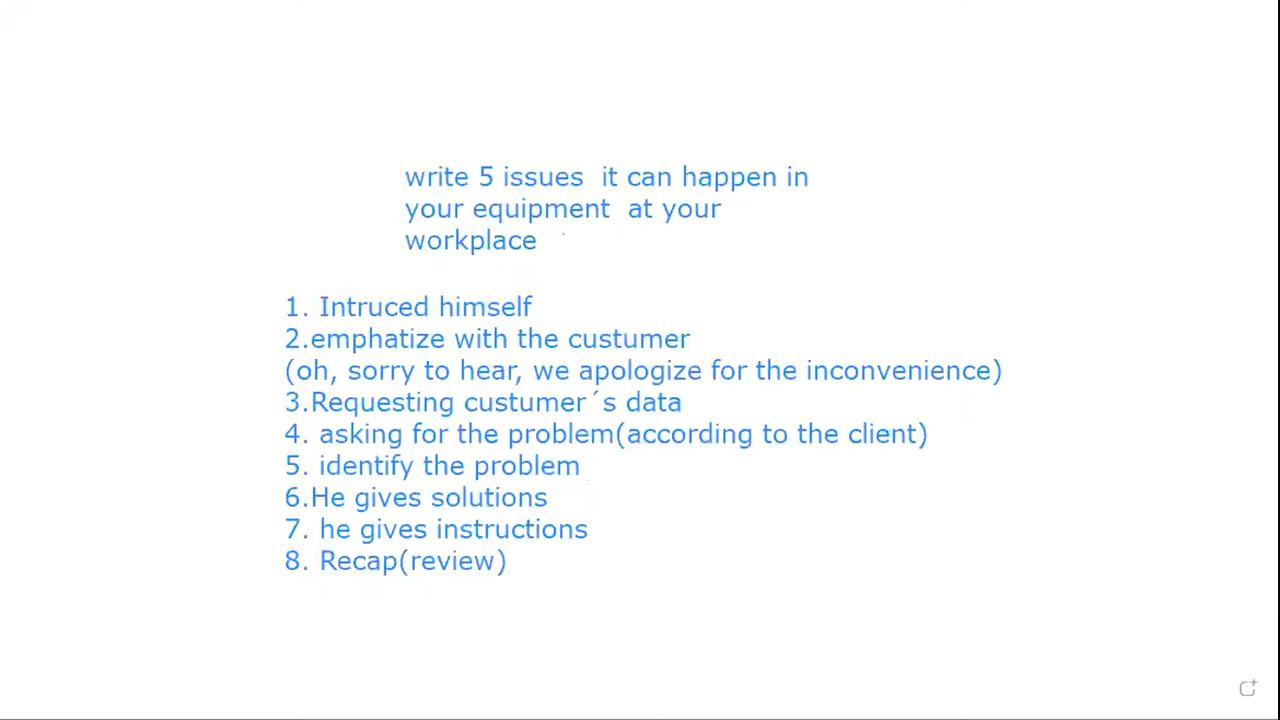 write 5 issues  it can happen in
your equipment  at your
workplace
1. Intruced himself
2.emphatize with the custumer
(oh, sorry to hear, we apologize for the inconvenience)
3.Requesting custumer´s data
4. asking for the problem(according to the client)
5. identify the problem
6.He gives solutions
7. he gives instructions
8. Recap(review)